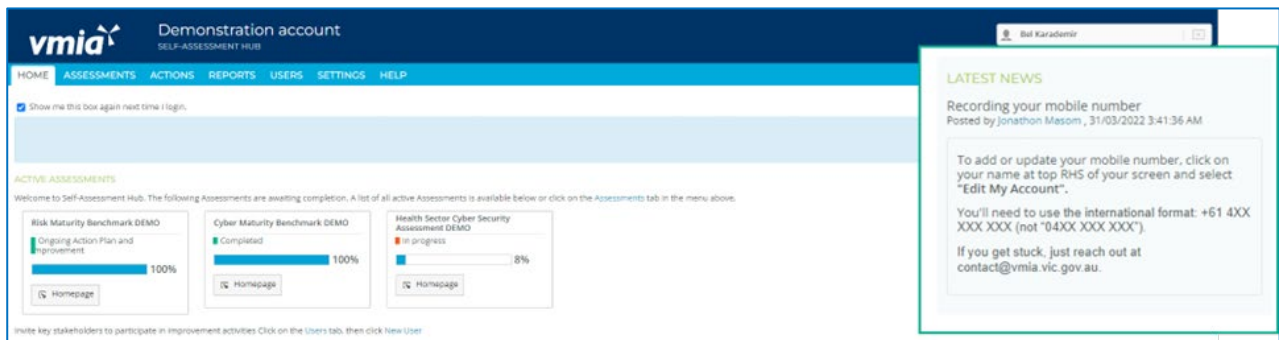 vmia
Demonstration account
SELF-ASSESSMENT HUB
Bel Karademir
HOME ASSESSMENTS ACTIONS REPORTS USERS SETTINGS HELP
Show me this box again next time I login.
ACTIVE ASSESSMENTS
Welcome to Self-Assessment Hub. The following Assessments are awaiting completion. A list of all active Assessments is available below or click on the Assessments tab in the menu above.
Risk Maturity Benchmark DEMO
Ongoing Action Plan and
mprovement
100%
Homepage
Cyber Maturity Benchmark DEMO
Completed
100%
Homepage
Health Sector Cyber Security
Assessment DEMO
In progress
8%
Homepage
Invite key stakeholders to participate in improvement activities Click on the Users tab, then click New User
LATEST NEWS
Recording your mobile number
Posted by Jonathon Masom , 31/03/2022 3:41:36 AM
To add or update your mobile number, click on
your name at top RHS of your screen and select
"Edit My Account".
You'll need to use the international format: +61 4XX
XXX XXX (not "04XX XXX XXX").
If you get stuck, just reach out at
contact@vmia.vic.gov.au.